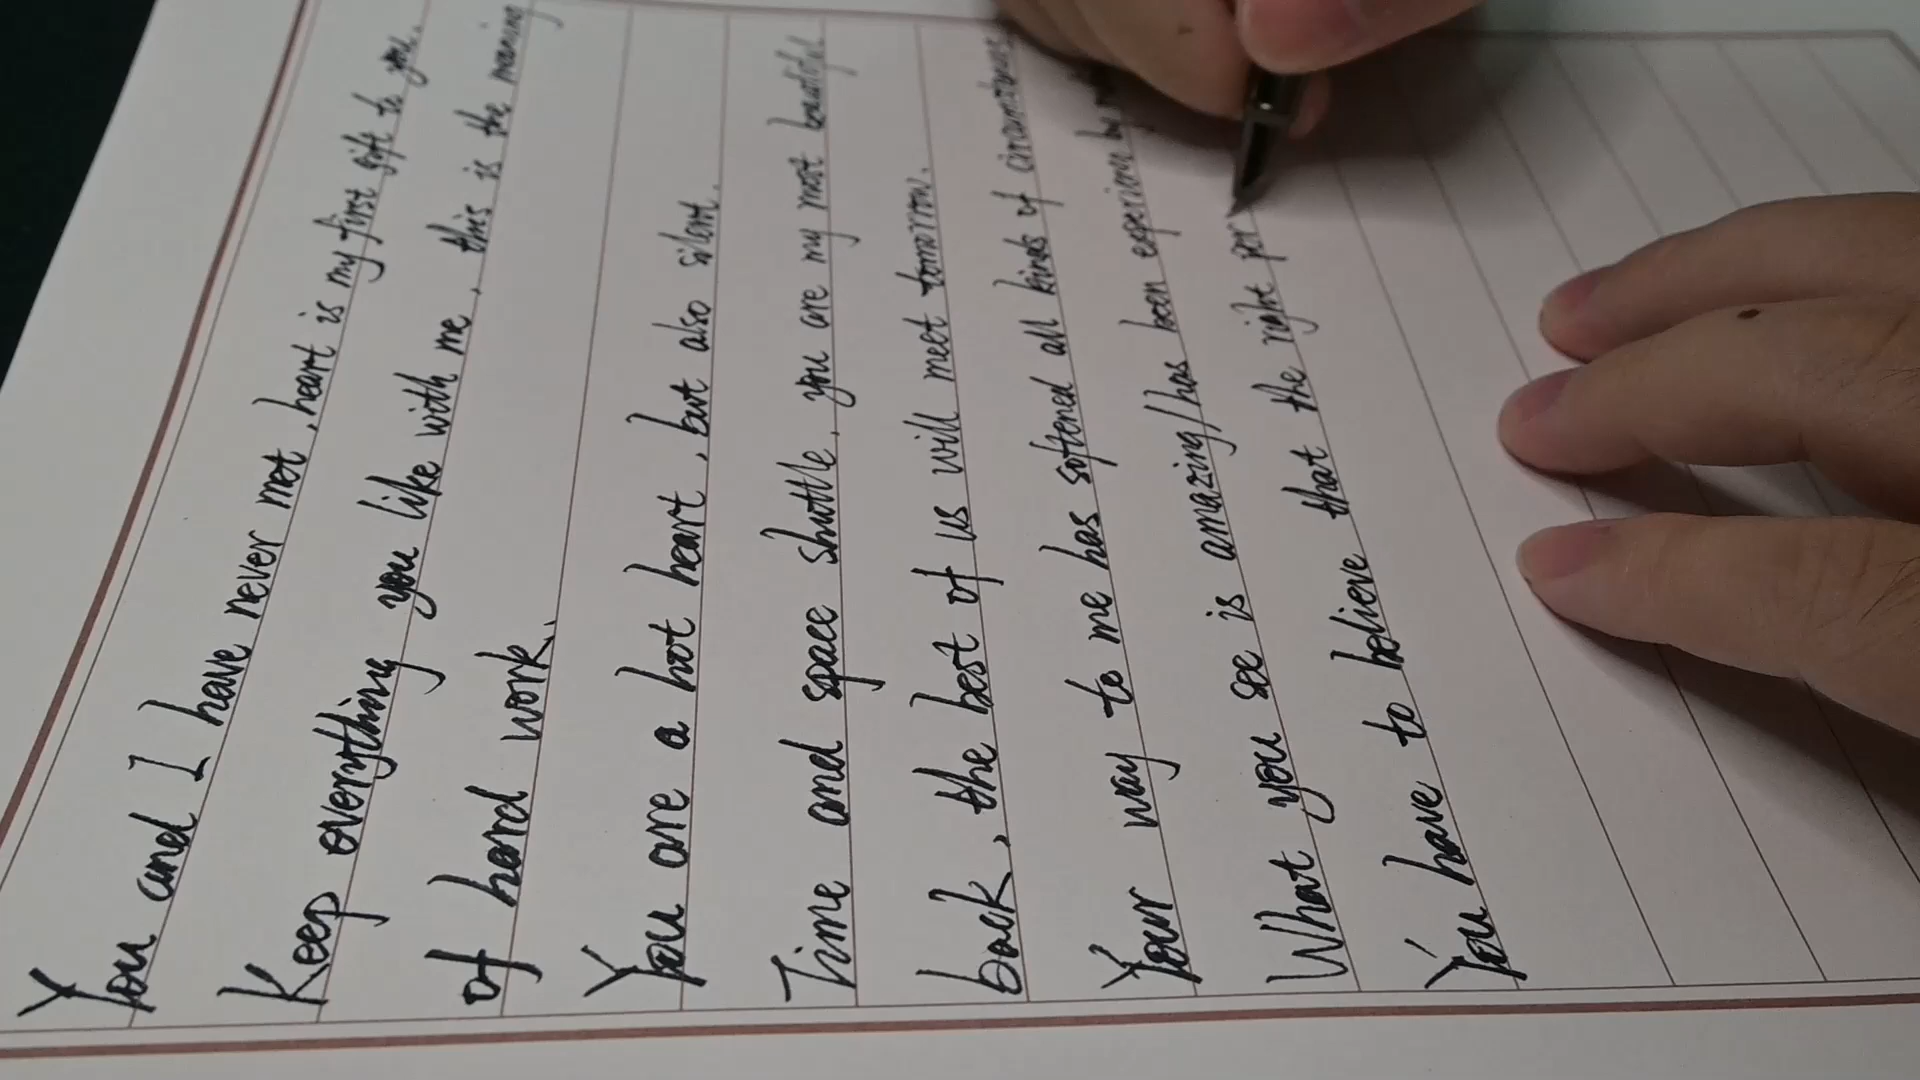 You and I have never met, heart is my first gift to you.
Keep everything you like with me, this is the meaning
of hard work.
You are a hot heart, but also silent.
Time and space shuttle, you are my most beautiful
back, the best of us will meet tomorrow.
Your way to me has softened all kinds of circumstances
What you see is amazing/has been experienced
You have to believe that the right per